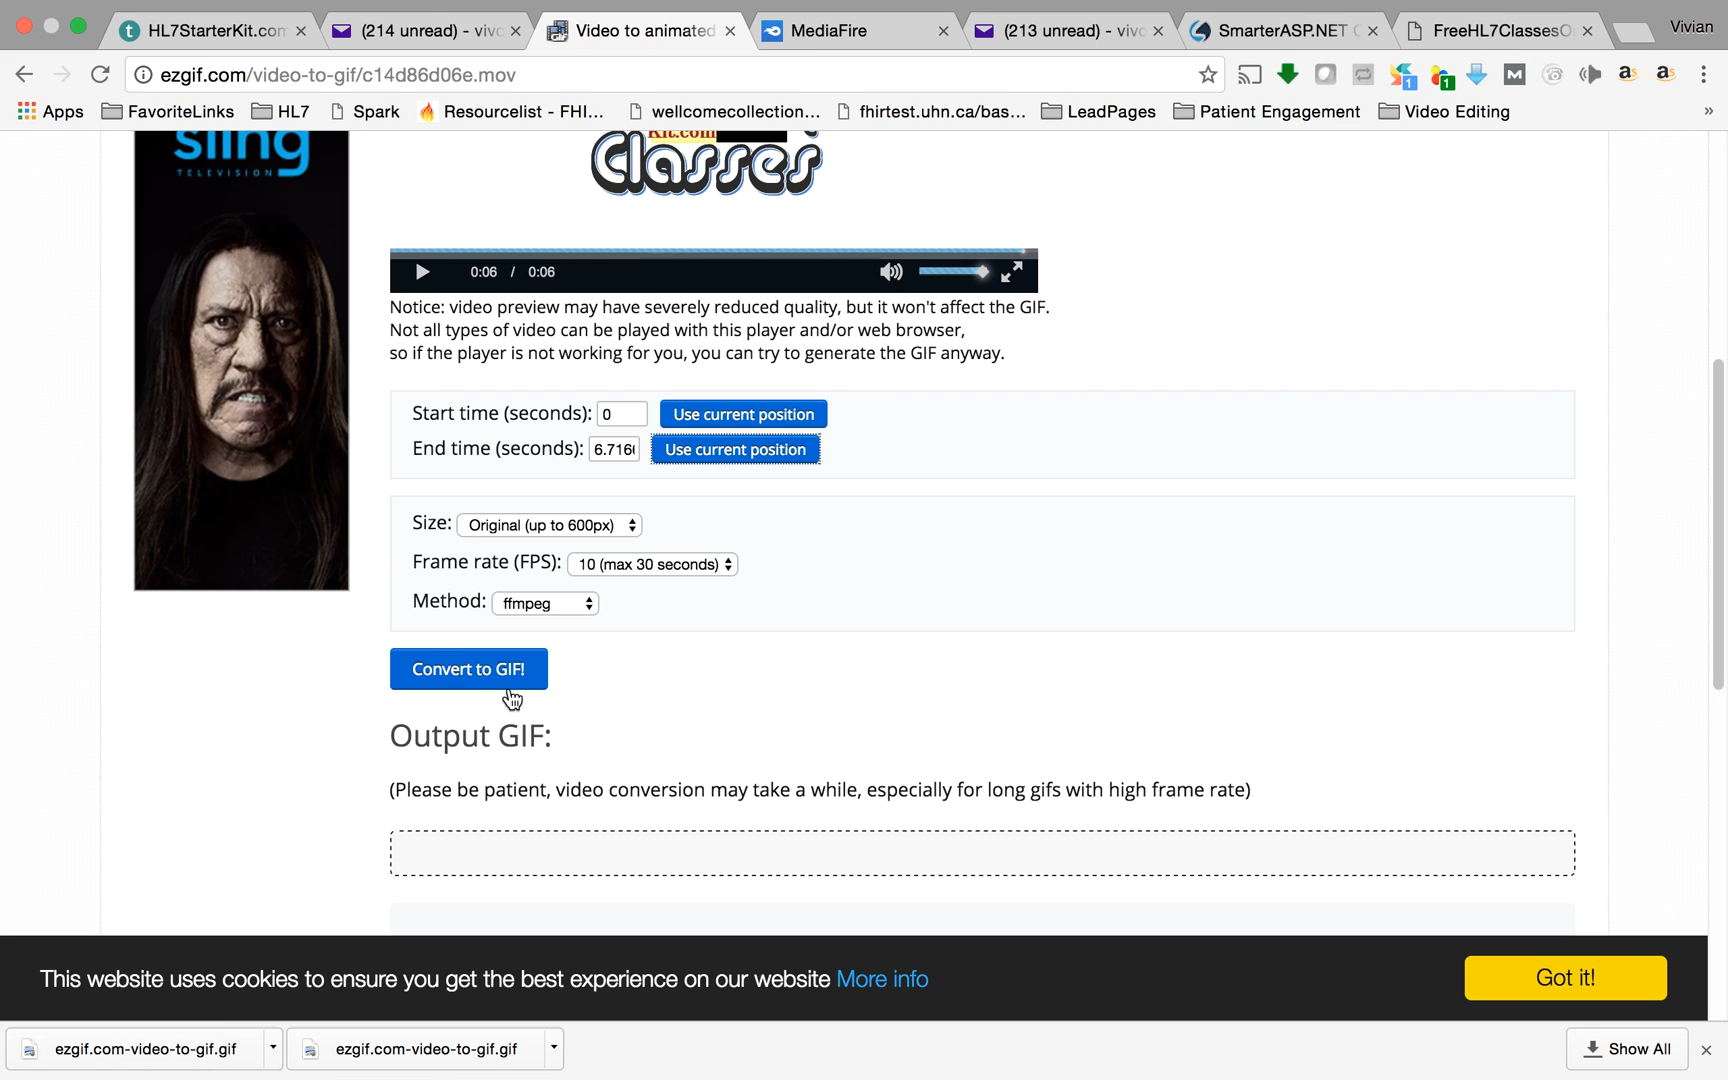 HL7StarterKit.com
(214 unread) - vivc
Video to animated
MediaFire
(213 unread) - vivc
SmarterASP.NET C
FreeHL7ClassesO
Vivian
ezgif.com/video-to-gif/c14d86d06e.mov
1
1
M
a
a
Apps
FavoriteLinks
HL7
Spark
Resourcelist - FHI...
wellcomecollection...
fhirtest.uhn.ca/bas...
LeadPages
Patient Engagement
Video Editing
»
sling
TELEVISION
Kit.com
Classes
0:06 / 0:06
Notice: video preview may have severely reduced quality, but it won't affect the GIF.
Not all types of video can be played with this player and/or web browser,
so if the player is not working for you, you can try to generate the GIF anyway.
Start time (seconds): 0 Use current position
End time (seconds): 6.716 Use current position
Size: Original (up to 600px)
Frame rate (FPS): 10 (max 30 seconds)
Method: ffmpeg
Convert to GIF!
Output GIF:
(Please be patient, video conversion may take a while, especially for long gifs with high frame rate)
This website uses cookies to ensure you get the best experience on our website More info
Got it!
ezgif.com-video-to-gif.gif
ezgif.com-video-to-gif.gif
Show All